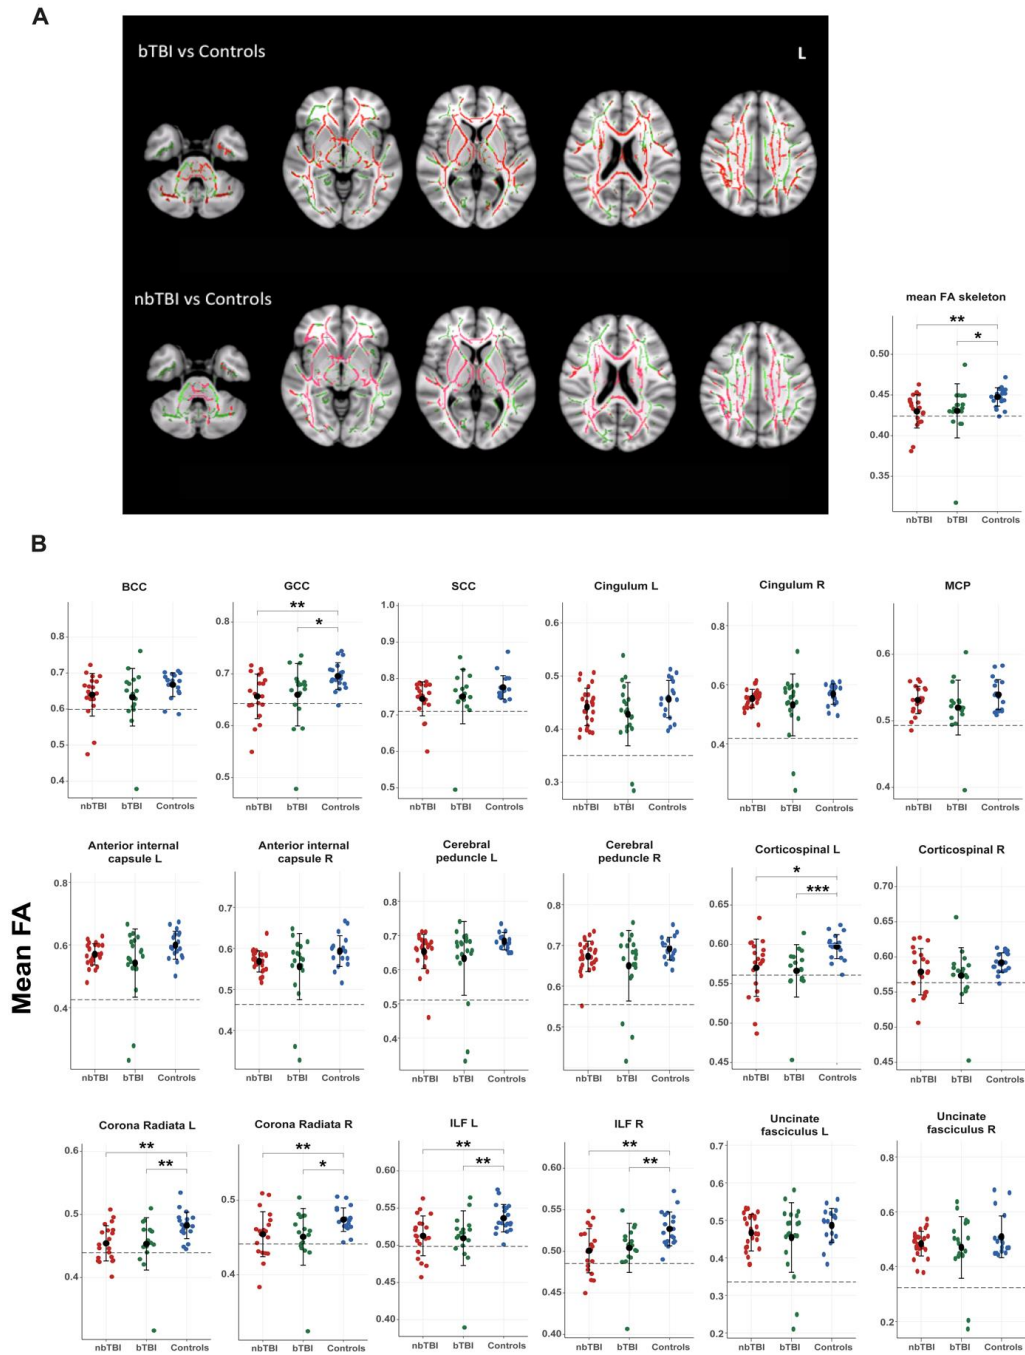 A
bTBI vs Controls
L
nbTBI vs Controls
mean FA skeleton
**
*
0.50
0.45
0.40
0.35
nbTBI bTBI Controls
B
Mean FA
BCC
0.8
0.7
0.6
0.5
0.4
nbTBI bTBI Controls
GCC
**
*
0.8
0.7
0.6
0.5
nbTBI bTBI Controls
SCC
1.0
0.9
0.8
0.7
0.6
0.5
nbTBI bTBI Controls
Cingulum L
0.6
0.5
0.4
0.3
nbTBI bTBI Controls
Cingulum R
0.8
0.6
0.4
nbTBI bTBI Controls
MCP
0.6
0.5
0.4
nbTBI bTBI Controls
Anterior internal
capsule L
0.8
0.6
0.4
nbTBI bTBI Controls
Anterior internal
capsule R
0.8
0.7
0.6
0.5
0.4
0.3
nbTBI bTBI Controls
Cerebral
peduncle L
0.8
0.7
0.6
0.5
0.4
nbTBI bTBI Controls
Cerebral
peduncle R
0.8
0.7
0.6
0.5
nbTBI bTBI Controls
Corticospinal L
*
***
0.65
0.60
0.55
0.50
0.45
nbTBI bTBI Controls
Corticospinal R
0.70
0.65
0.60
0.55
0.50
0.45
nbTBI bTBI Controls
Corona Radiata L
**
**
0.6
0.5
0.4
nbTBI bTBI Controls
Corona Radiata R
**
*
0.5
0.4
nbTBI bTBI Controls
ILF L
**
**
0.60
0.55
0.50
0.45
0.40
nbTBI bTBI Controls
ILF R
**
**
0.60
0.55
0.50
0.45
0.40
nbTBI bTBI Controls
Uncinate
fasciculus L
0.7
0.6
0.5
0.4
0.3
0.2
nbTBI bTBI Controls
Uncinate
fasciculus R
0.8
0.6
0.4
0.2
nbTBI bTBI Controls